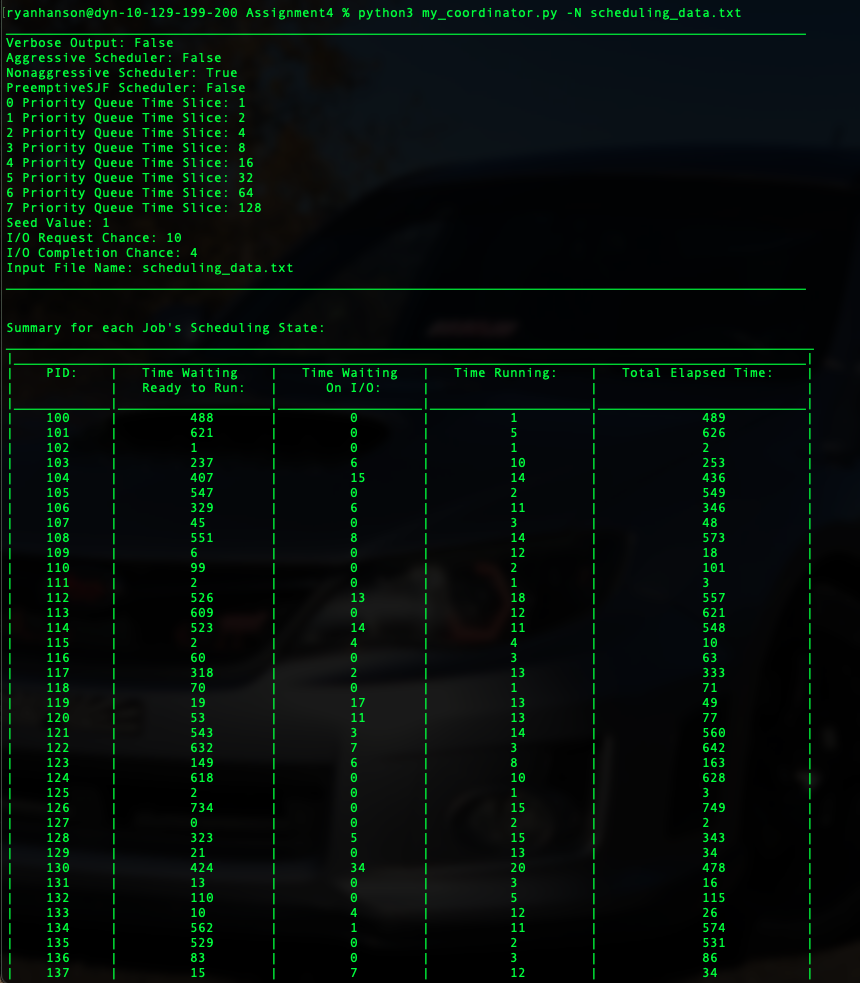 ryanhanson@dyn-10-129-199-200 Assignment4 % python3 my_coordinator.py -N scheduling_data.txt
Verbose Output: False
Aggressive Scheduler: False
Nonaggressive Scheduler: True
PreemptiveSJF Scheduler: False
0 Priority Queue Time Slice: 1
1 Priority Queue Time Slice: 2
2 Priority Queue Time Slice: 4
3 Priority Queue Time Slice: 8
4 Priority Queue Time Slice: 16
5 Priority Queue Time Slice: 32
6 Priority Queue Time Slice: 64
7 Priority Queue Time Slice: 128
Seed Value: 1
I/O Request Chance: 10
I/O Completion Chance: 4
Input File Name: scheduling_data.txt
Summary for each Job's Scheduling State:
PID: | Time Waiting | Time Waiting | Time Running: | Total Elapsed Time:
Ready to Run: | On I/O:
100 | 488 | 0 | 1 | 489
101 | 621 | 0 | 5 | 626
102 | 1 | 0 | 1 | 2
103 | 237 | 6 | 10 | 253
104 | 407 | 15 | 14 | 436
105 | 547 | 0 | 2 | 549
106 | 329 | 6 | 11 | 346
107 | 45 | 0 | 3 | 48
108 | 551 | 8 | 14 | 573
109 | 6 | 0 | 12 | 18
110 | 99 | 0 | 2 | 101
111 | 2 | 0 | 1 | 3
112 | 526 | 13 | 18 | 557
113 | 609 | 0 | 12 | 621
114 | 523 | 14 | 11 | 548
115 | 2 | 4 | 4 | 10
116 | 60 | 0 | 3 | 63
117 | 318 | 2 | 13 | 333
118 | 70 | 0 | 1 | 71
119 | 19 | 17 | 13 | 49
120 | 53 | 11 | 13 | 77
121 | 543 | 3 | 14 | 560
122 | 632 | 7 | 3 | 642
123 | 149 | 6 | 8 | 163
124 | 618 | 0 | 10 | 628
125 | 2 | 0 | 1 | 3
126 | 734 | 0 | 15 | 749
127 | 0 | 0 | 2 | 2
128 | 323 | 5 | 15 | 343
129 | 21 | 0 | 13 | 34
130 | 424 | 34 | 20 | 478
131 | 13 | 0 | 3 | 16
132 | 110 | 0 | 5 | 115
133 | 10 | 4 | 12 | 26
134 | 562 | 1 | 11 | 574
135 | 529 | 0 | 2 | 531
136 | 83 | 0 | 3 | 86
137 | 15 | 7 | 12 | 34